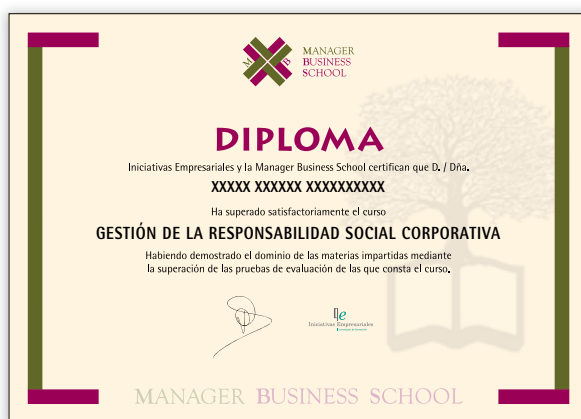 M B
MANAGER
BUSINESS
SCHOOL
DIPLOMA
Iniciativas Empresariales y la Manager Business School certifican que D. / Dña.
XXXXX XXXXXX XXXXXXXXXX
Ha superado satisfactoriamente el curso
GESTIÓN DE LA RESPONSABILIDAD SOCIAL CORPORATIVA
Habiendo demostrado el dominio de las materias impartidas mediante
la superación de las pruebas de evaluación de las que consta el curso.
Iniciativas Empresariales
MANAGER BUSINESS SCHOOL